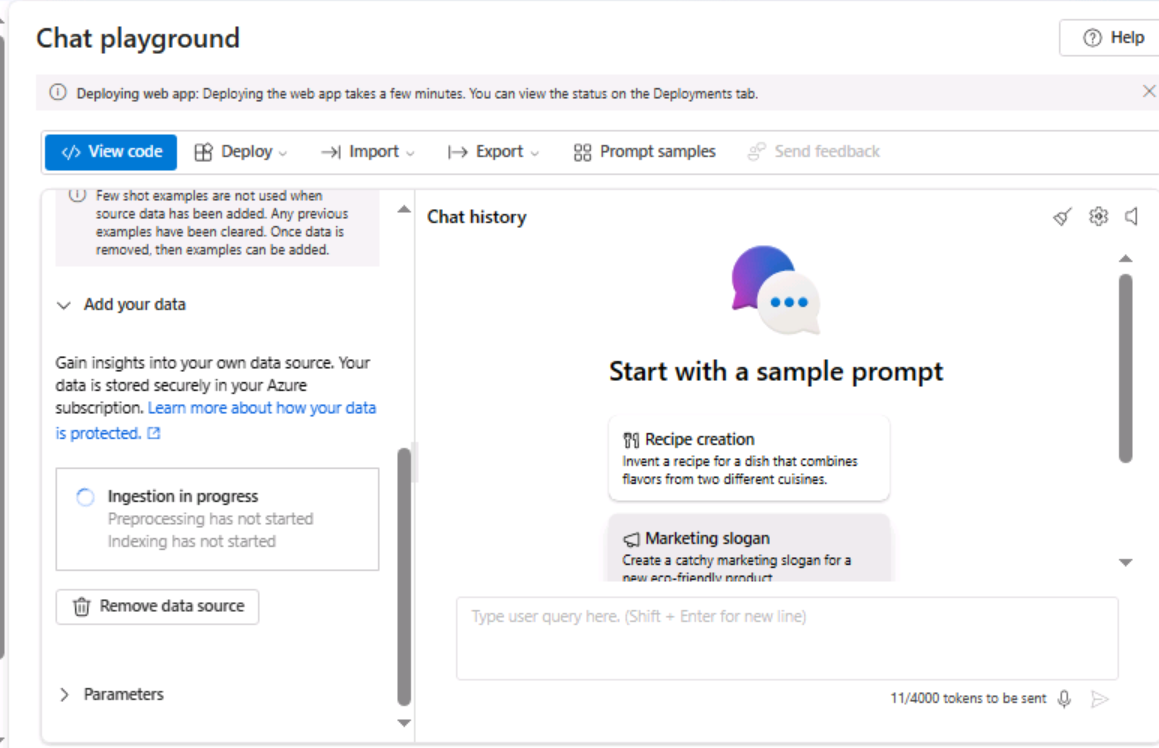 Chat playground
Help
Deploying web app: Deploying the web app takes a few minutes. You can view the status on the Deployments tab.
View code
Deploy
Import
Export
Prompt samples
Send feedback
Few shot examples are not used when
source data has been added. Any previous
examples have been cleared. Once data is
removed, then examples can be added.
Add your data
Gain insights into your own data source. Your
data is stored securely in your Azure
subscription. Learn more about how your data
is protected.
Ingestion in progress
Preprocessing has not started
Indexing has not started
Remove data source
Parameters
Chat history
Start with a sample prompt
Recipe creation
Invent a recipe for a dish that combines
flavors from two different cuisines.
Marketing slogan
Create a catchy marketing slogan for a
new eco-friendly product
Type user query here. (Shift + Enter for new line)
11/4000 tokens to be sent